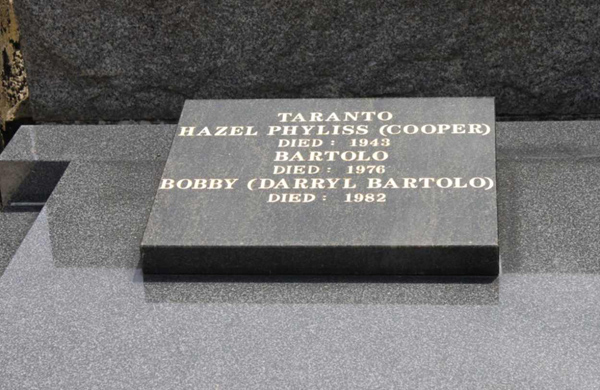 TARANTO
HAZEL PHYLISS (COOPER)
DIED : 1943
BARTOLO
DIED : 1976
BOBBY (DARRYL BARTOLO)
DIED : 1982